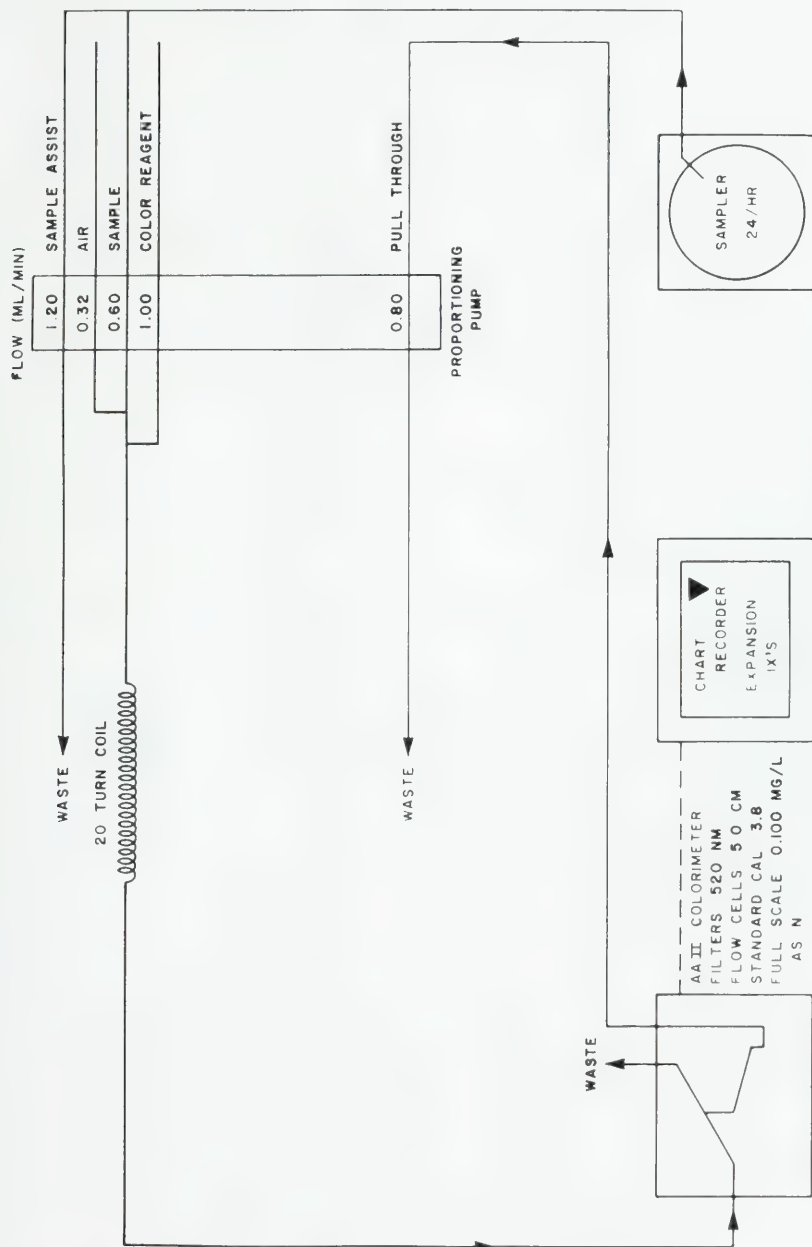 FLOW (ML/MIN)
1.20 SAMPLE ASSIST
0.32 AIR
0.60 SAMPLE
1.00 COLOR REAGENT
0.80 PULL THROUGH
PROPORTIONING
PUMP
WASTE
20 TURN COIL
WASTE
WASTE
AA II COLORIMETER
FILTERS 520 NM
FLOW CELLS 50 CM
STANDARD CAL 3.8
FULL SCALE 0.100 MG/L
AS N
CHART
RECORDER
EXPANSION
1X'S
SAMPLER
24/HR